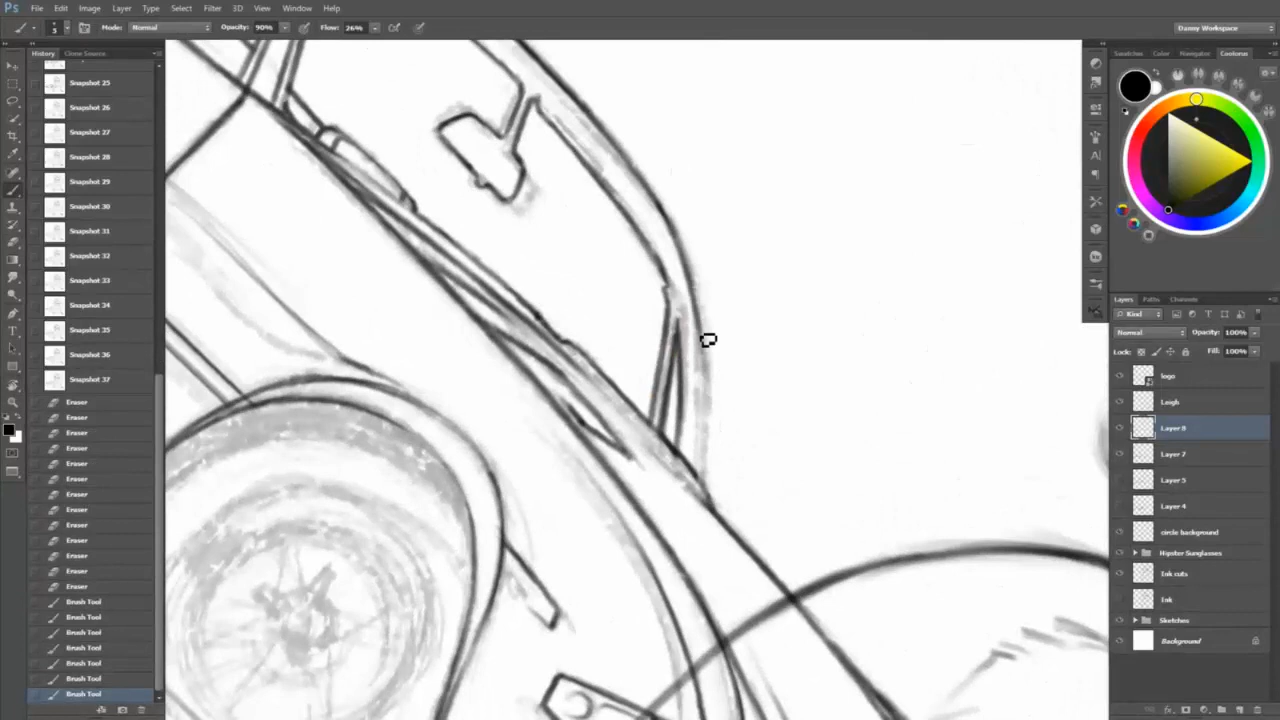 Ps File Edit Image Layer Type Select Filter 3D View Window Help
3 Mode: Normal Opacity: 90% Flow: 26% Danny Workspace
History Clone Source
Snapshot 25
Snapshot 26
Snapshot 27
Snapshot 28
Snapshot 29
Snapshot 30
Snapshot 31
Snapshot 32
Snapshot 33
Snapshot 34
Snapshot 35
Snapshot 36
Snapshot 37
Eraser
Eraser
Eraser
Eraser
Eraser
Eraser
Eraser
Eraser
Eraser
Eraser
Eraser
Eraser
Eraser
Brush Tool
Brush Tool
Brush Tool
Brush Tool
Brush Tool
Brush Tool
Brush Tool
Swatches Color Navigator Coolorus
Layers Paths Channels
Kind
Normal Opacity: 100%
Lock: Fill: 100%
logo
Leigh
Layer 8
Layer 7
Layer 5
Layer 4
circle background
Hipster Sunglasses
Ink cuts
Ink
Sketches
Background